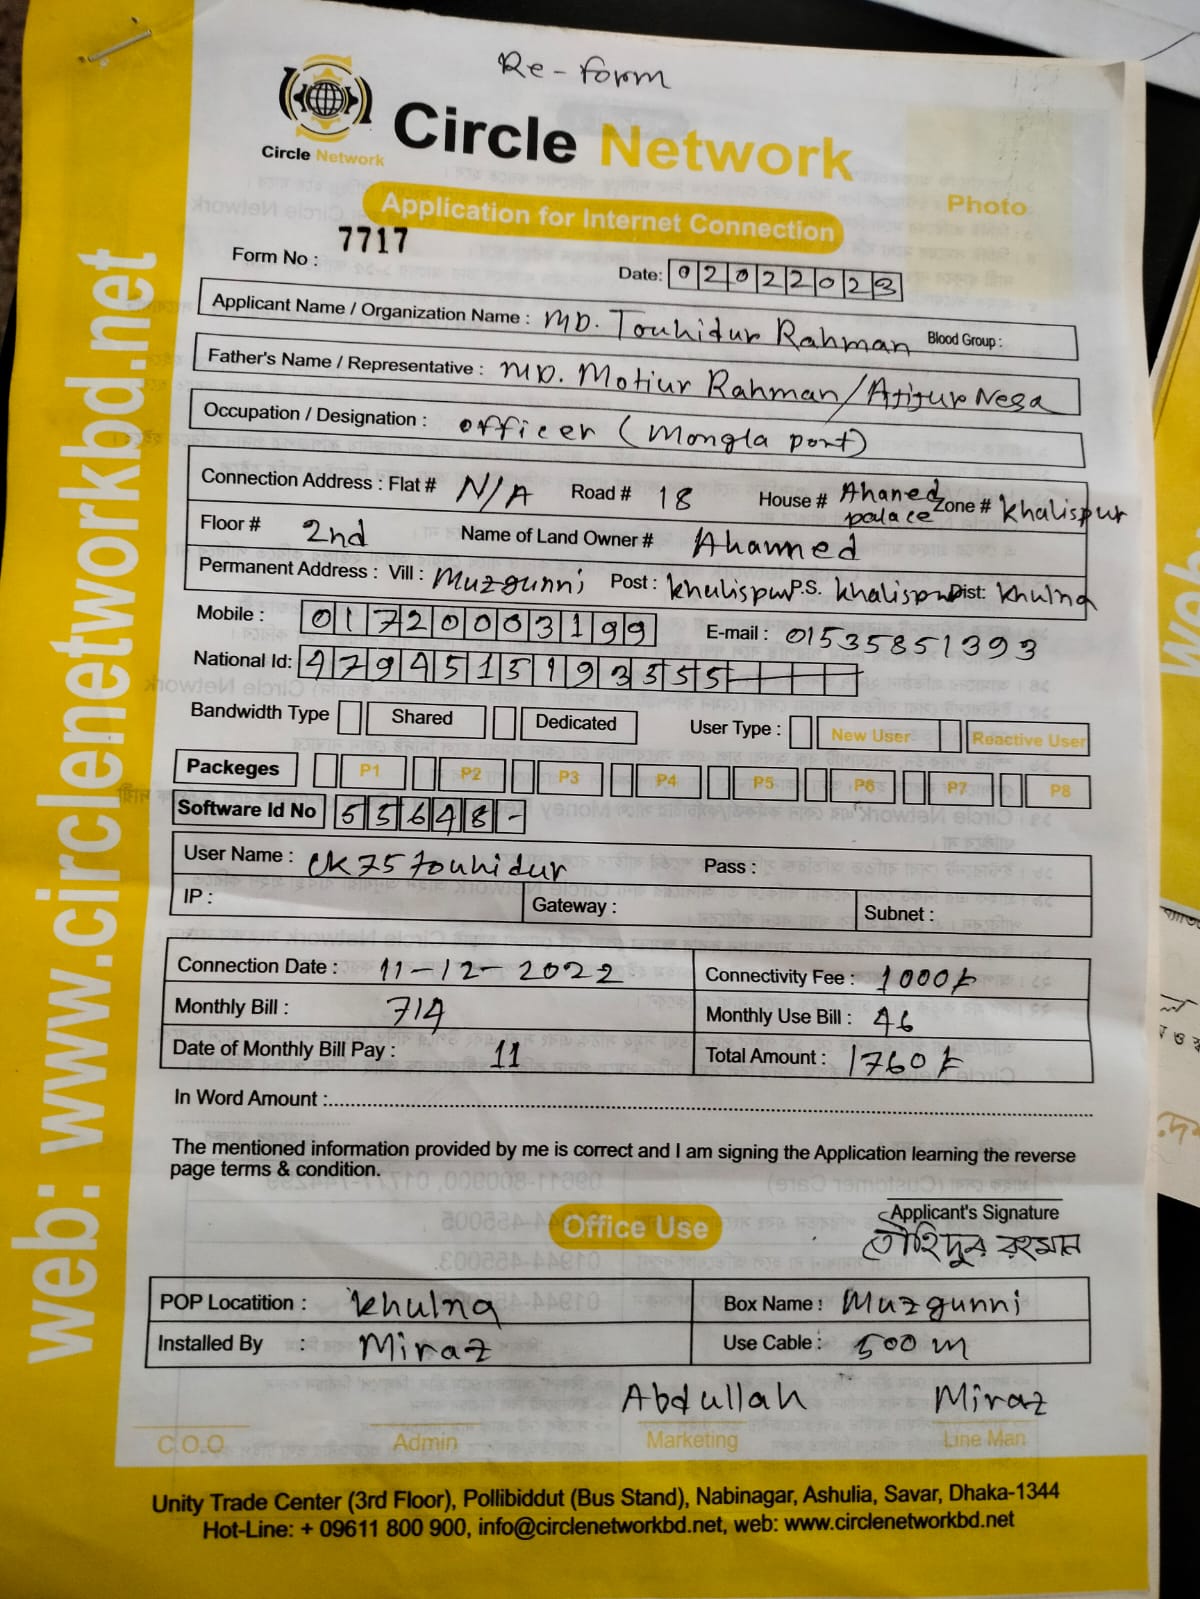 Re-form
Circle Network
Circle Network
Application for Internet Connection
Photo
Form No : 7717
Date: 02022023
Applicant Name / Organization Name : MD. Touhidur Rahman Blood Group :
Father's Name / Representative : MD. Motiur Rahman/Atijur Nesa
Occupation / Designation : officer (Mongla port)
Connection Address : Flat # N/A Road # 18 House # Ahaned palace Zone # Khalispur
Floor # 2nd Name of Land Owner # Ahammed
Permanent Address : Vill : Muzgunni Post : khalispur P.S. khalispur Dist: Khulna
Mobile : 01720003199 E-mail : 01535851393
National Id: 4794515193555
Bandwidth Type Shared Dedicated User Type : New User Reactive User
Packeges P1 P2 P3 P4 P5 P6 P7 P8
Software Id No 55648-
User Name : CK75touhidur Pass :
IP : Gateway : Subnet :
Connection Date : 11-12-2022 Connectivity Fee : 1000/-
Monthly Bill : 714 Monthly Use Bill : 46
Date of Monthly Bill Pay : 11 Total Amount : 1760/-
In Word Amount :
The mentioned information provided by me is correct and I am signing the Application learning the reverse
page terms & condition.
Applicant's Signature
তৌহিদুর রহমান
Office Use
POP Locatition : Khulna Box Name : Muzgunni
Installed By : Miraz Use Cable : 500 m
Abdullah Miraz
C.O.O Admin Marketing Line Man
Unity Trade Center (3rd Floor), Pollibiddut (Bus Stand), Nabinagar, Ashulia, Savar, Dhaka-1344
Hot-Line: + 09611 800 900, info@circlenetworkbd.net, web: www.circlenetworkbd.net
web: www.circlenetworkbd.net